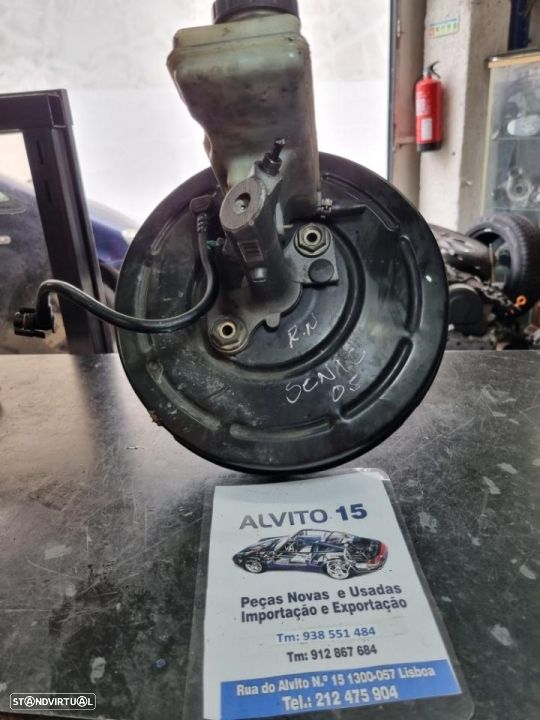 R.N
SCNIC
05
ALVITO 15
Peças Novas e Usadas
Importação e Exportação
Tm: 938 551 484
Tm: 912 867 684
Rua do Alvito N.º 15 1300-057 Lisboa
Tel.: 212 475 904
STANDVIRTUAL